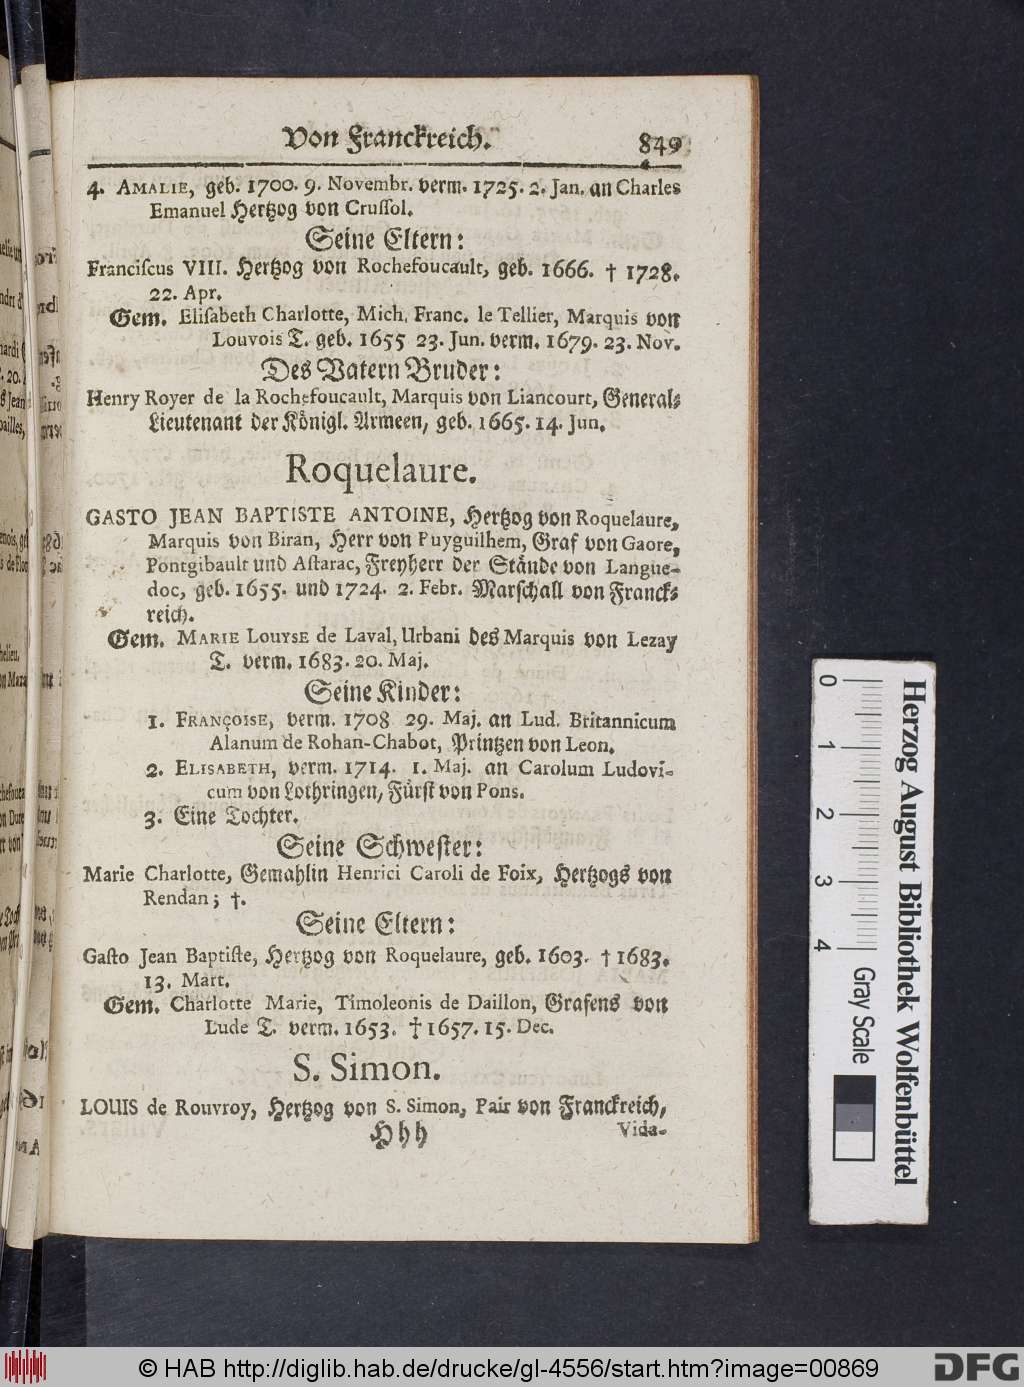 Von Franckreich. 849
4. AMALIE, geb. 1700. 9. Novembr. verm. 1725. 2. Jan. an Charles
Emanuel Hertzog von Crussol.
Seine Eltern:
Franciscus VIII. Hertzog von Rochefoucault, geb. 1666. † 1728.
22. Apr.
Gem. Elisabeth Charlotte, Mich. Franc. le Tellier, Marquis von
Louvois T. geb. 1655 23. Jun. verm. 1679. 23. Nov.
Des Vatern Bruder:
Henry Royer de la Rochefoucault, Marquis von Liancourt, General-
Lieutenant der Königl. Armeen, geb. 1665. 14. Jun.
Roquelaure.
GASTO JEAN BAPTISTE ANTOINE, Hertzog von Roquelaure,
Marquis von Biran, Herr von Puyguilhem, Graf von Gaore,
Pontgibault und Astarac, Freyherr der Stände von Langue-
doc, geb. 1655. und 1724. 2. Febr. Marschall von Franck-
reich.
Gem. MARIE LOUYSE de Laval, Urbani des Marquis von Lezay
T. verm. 1683. 20. Maj.
Seine Kinder:
1. FRANÇOISE, verm. 1708 29. Maj. an Lud. Britannicum
Alanum de Rohan-Chabot, Printzen von Leon.
2. ELISABETH, verm. 1714. 1. Maj. an Carolum Ludovi-
cum von Lothringen, Fürst von Pons.
3. Eine Tochter.
Seine Schwester:
Marie Charlotte, Gemahlin Henrici Caroli de Foix, Hertzogs von
Rendan; †.
Seine Eltern:
Gasto Jean Baptiste, Hertzog von Roquelaure, geb. 1603. † 1683.
13. Mart.
Gem. Charlotte Marie, Timoleonis de Daillon, Grafens von
Lude T. verm. 1653. † 1657. 15. Dec.
S. Simon.
LOUIS de Rouvroy, Hertzog von S. Simon, Pair von Franckreich,
Hhh Vida-
0 1 2 3 4 Gray Scale
Herzog August Bibliothek Wolfenbüttel
© HAB http://diglib.hab.de/drucke/gl-4556/start.htm?image=00869
DFG